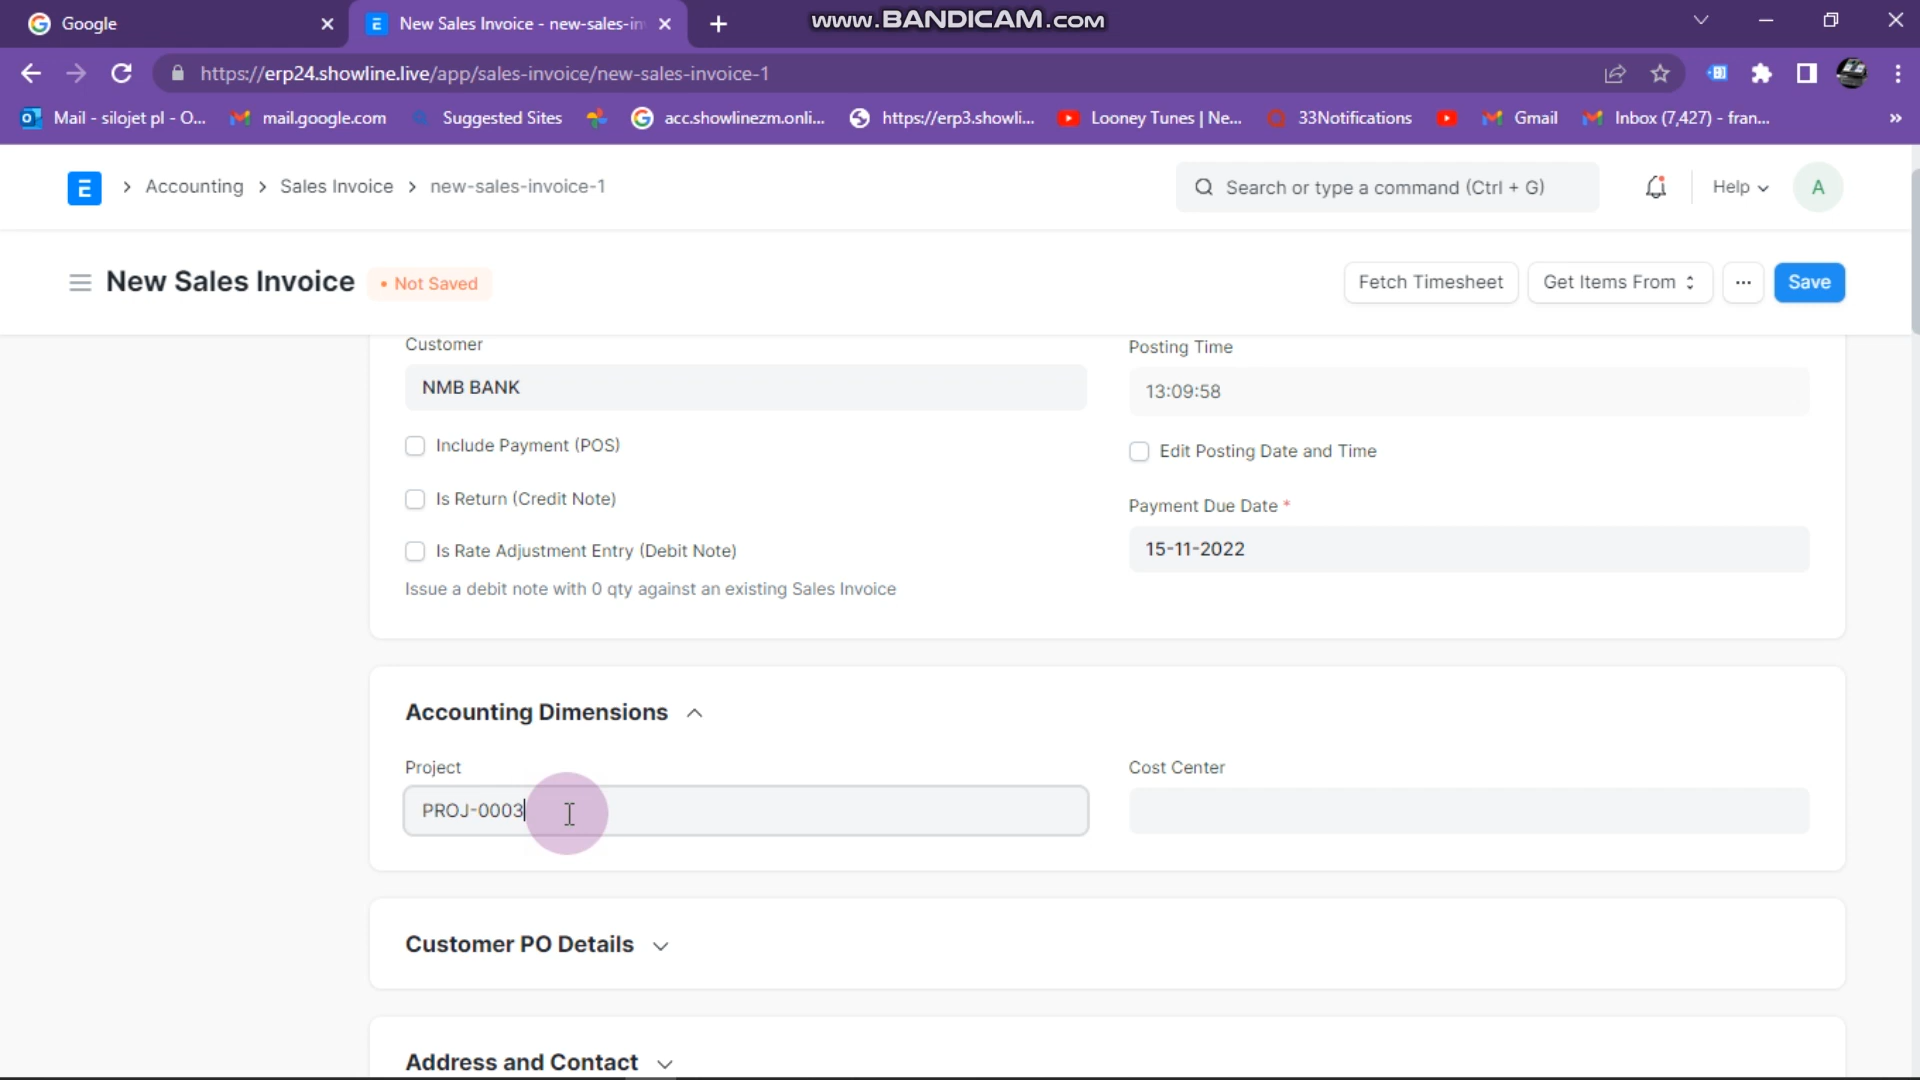 Google
New Sales Invoice - new-sales-in
www.BANDICAM.com
https://erp24.showline.live/app/sales-invoice/new-sales-invoice-1
Mail - silojet pl - O...
mail.google.com
Suggested Sites
acc.showlinezm.onli...
https://erp3.showli...
Looney Tunes | Ne...
33Notifications
Gmail
Inbox (7,427) - fran...
»
Accounting > Sales Invoice > new-sales-invoice-1
Search or type a command (Ctrl + G)
Help
A
New Sales Invoice
• Not Saved
Fetch Timesheet
Get Items From
...
Save
Customer
NMB BANK
Include Payment (POS)
Is Return (Credit Note)
Is Rate Adjustment Entry (Debit Note)
Issue a debit note with 0 qty against an existing Sales Invoice
Posting Time
13:09:58
Edit Posting Date and Time
Payment Due Date *
15-11-2022
Accounting Dimensions
Project
PROJ-0003
Cost Center
Customer PO Details
Address and Contact